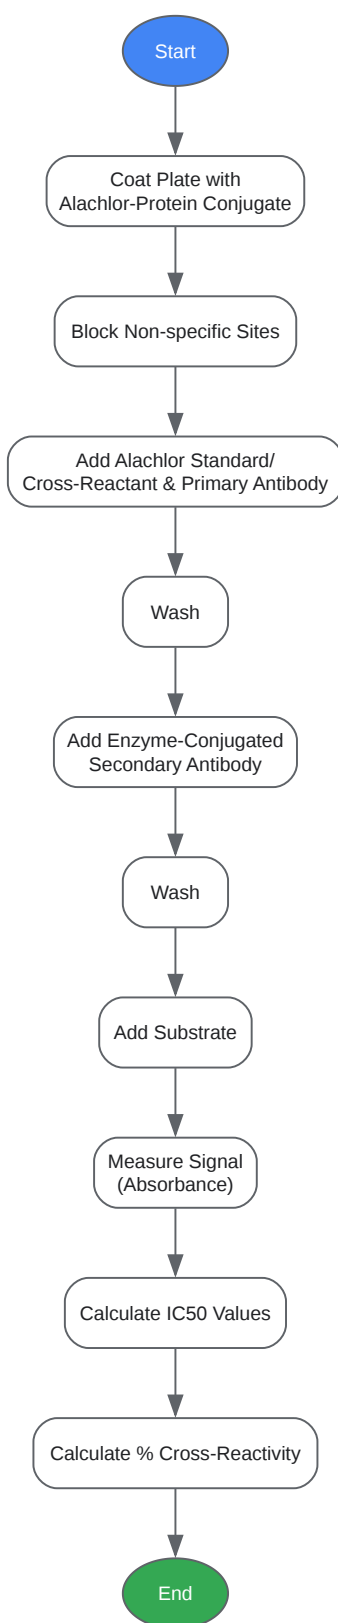 Start
Coat Plate with
Alachlor-Protein Conjugate
Block Non-specific Sites
Add Alachlor Standard/
Cross-Reactant & Primary Antibody
Wash
Add Enzyme-Conjugated
Secondary Antibody
Wash
Add Substrate
Measure Signal
(Absorbance)
Calculate IC50 Values
Calculate % Cross-Reactivity
End